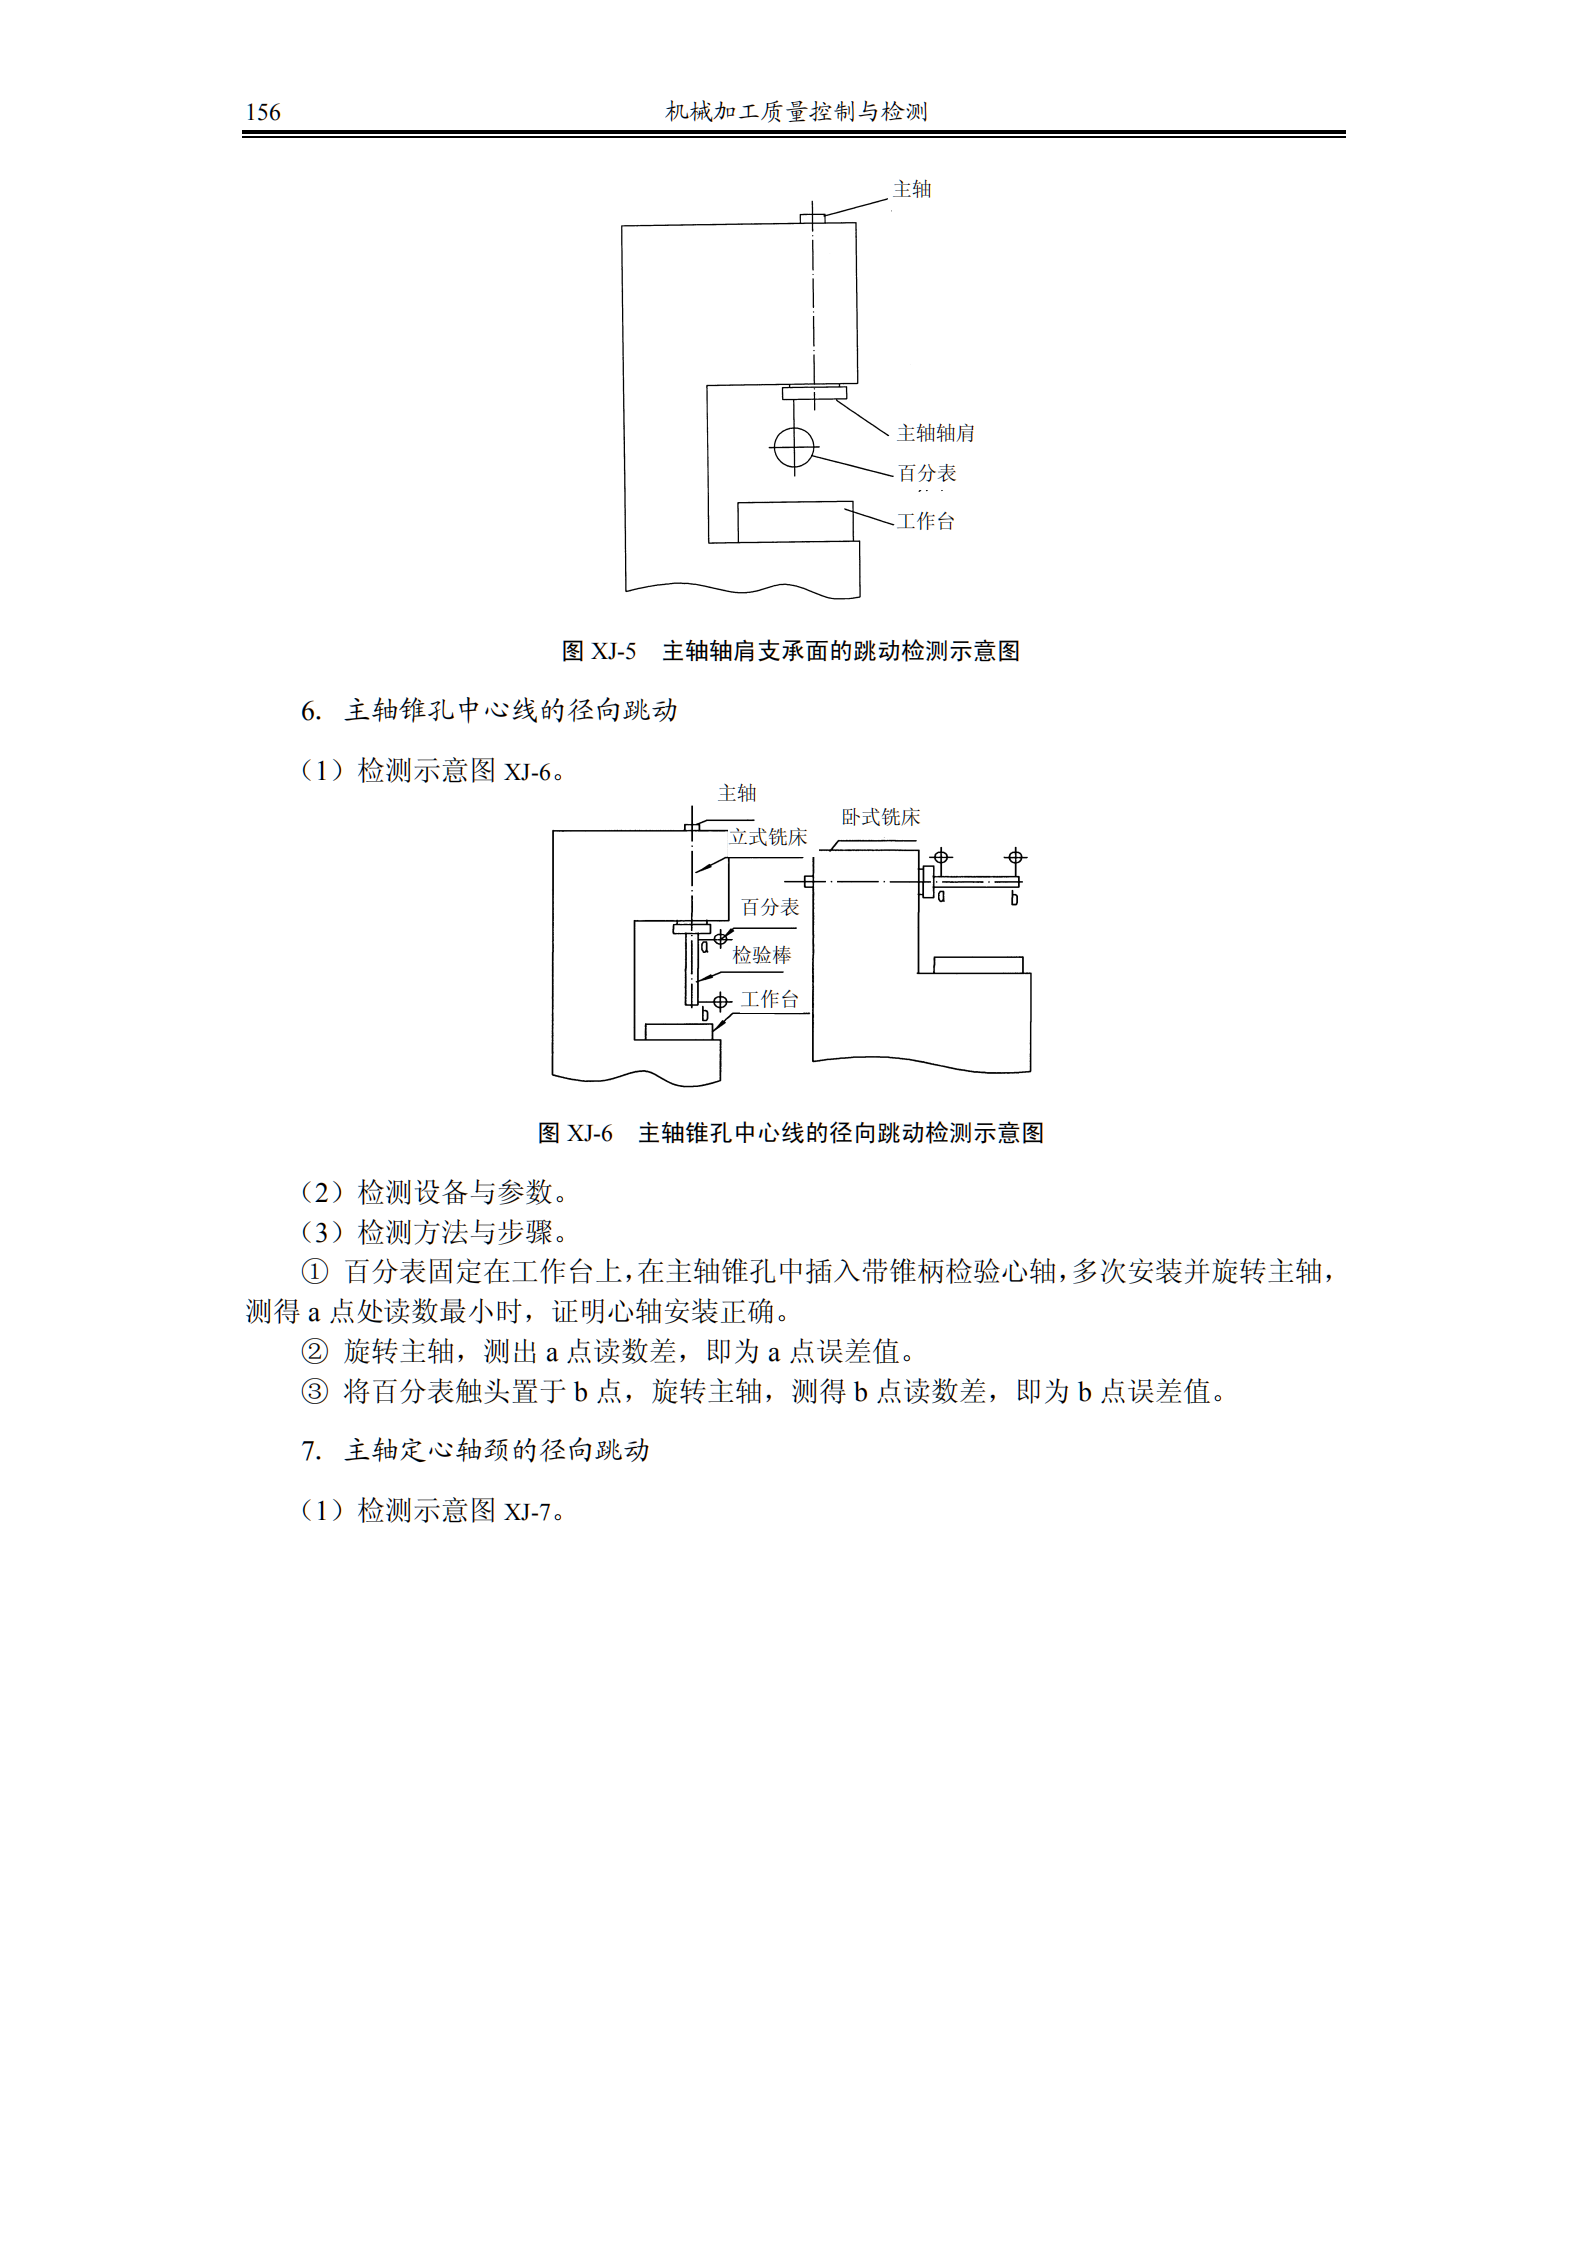 156
机械加工质量控制与检测
主轴
主轴轴肩
百分表
工作台
图 XJ-5 主轴轴肩支承面的跳动检测示意图
6. 主轴锥孔中心线的径向跳动
（1）检测示意图 XJ-6。
主轴
卧式铣床
立式铣床
a
b
百分表
a
检验棒
工作台
b
图 XJ-6 主轴锥孔中心线的径向跳动检测示意图
（2）检测设备与参数。
（3）检测方法与步骤。
① 百分表固定在工作台上，在主轴锥孔中插入带锥柄检验心轴，多次安装并旋转主轴，
测得 a 点处读数最小时，证明心轴安装正确。
② 旋转主轴，测出 a 点读数差，即为 a 点误差值。
③ 将百分表触头置于 b 点，旋转主轴，测得 b 点读数差，即为 b 点误差值。
7. 主轴定心轴颈的径向跳动
（1）检测示意图 XJ-7。